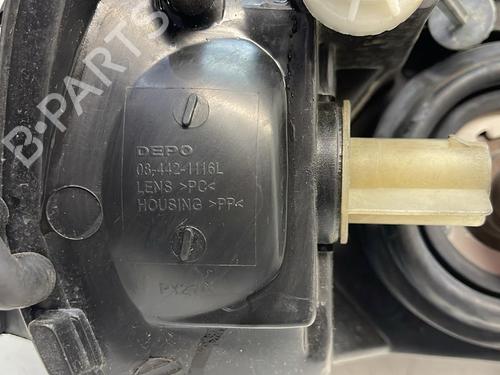 B-PARTS
DEPO
03-442-1116L
LENS >PC<
HOUSING >PP<